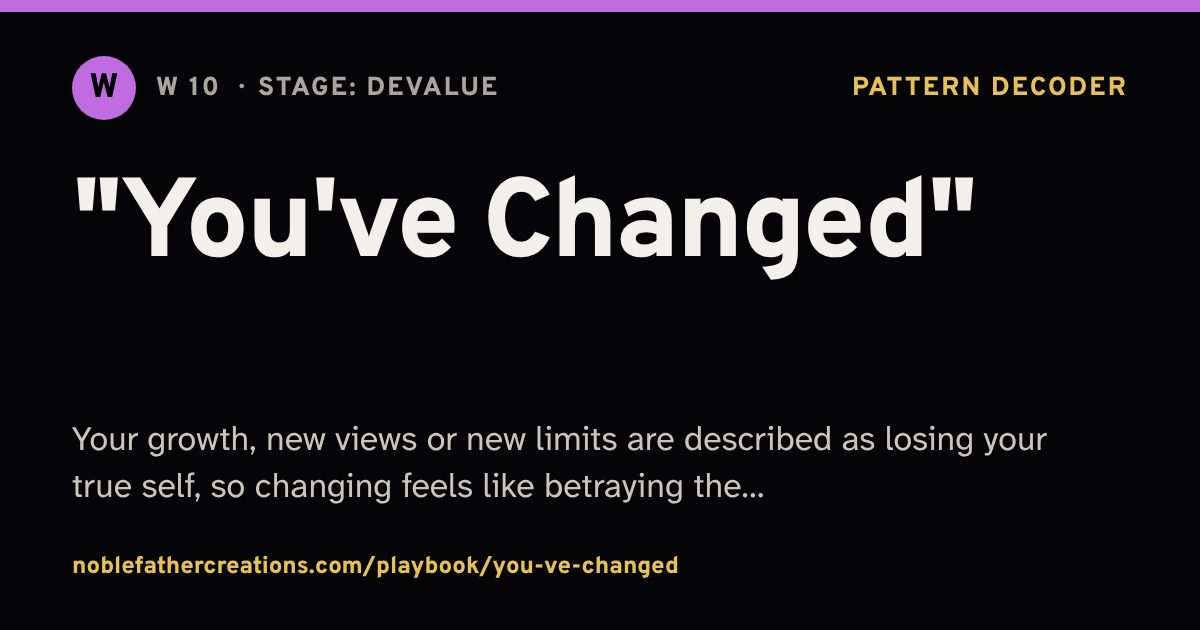 W
W 10 · STAGE: DEVALUE
PATTERN DECODER
"You've Changed"
Your growth, new views or new limits are described as losing your
true self, so changing feels like betraying the...
noblefathercreations.com/playbook/you-ve-changed